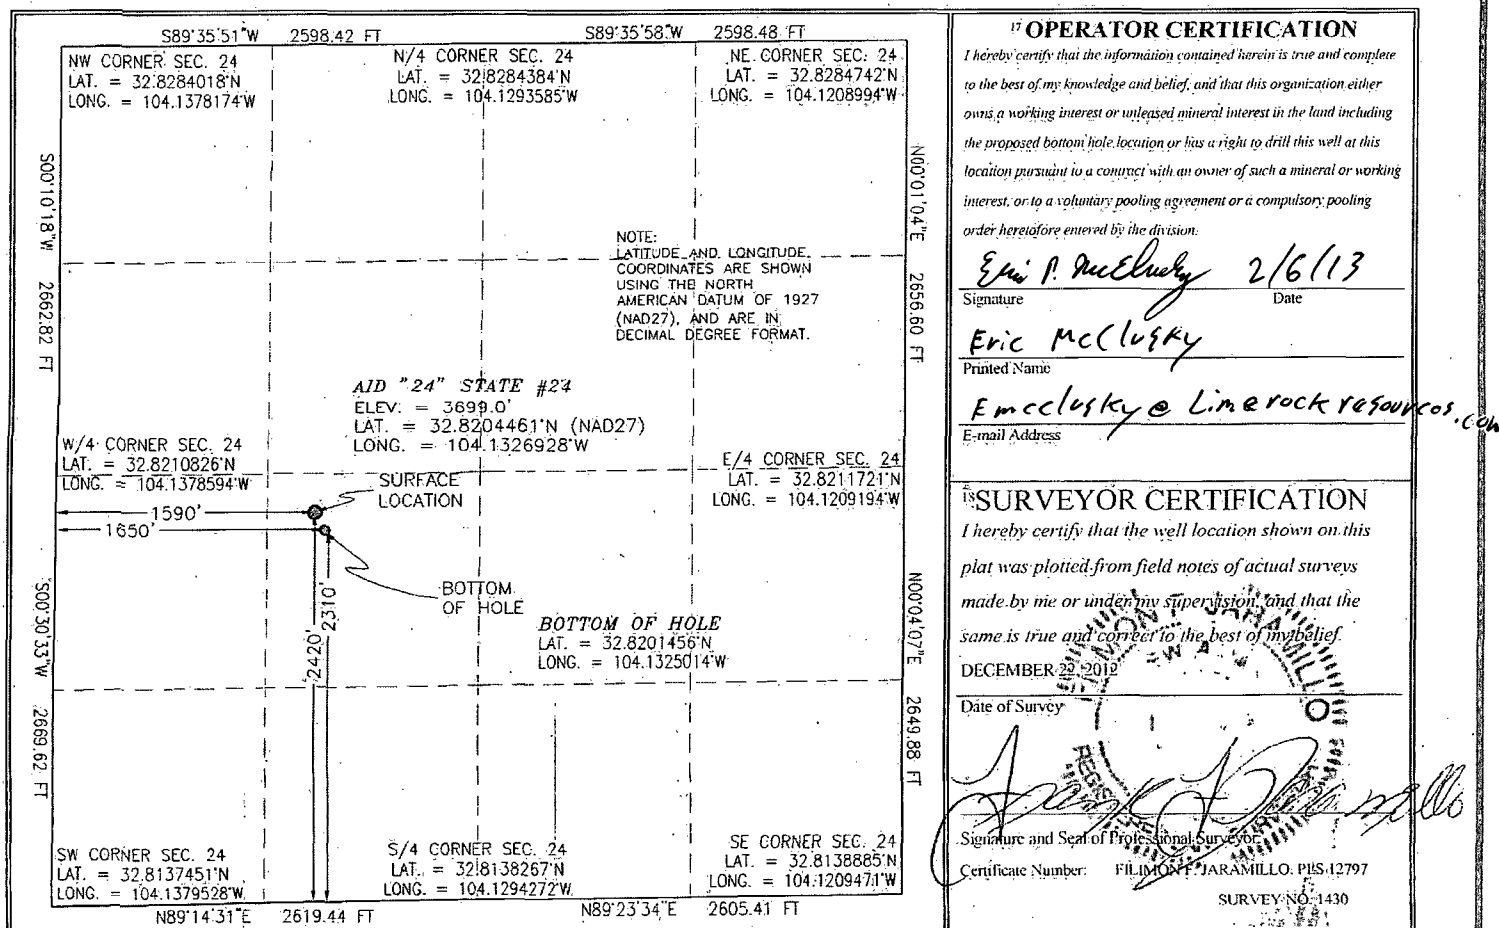 S89°35'51"W 2598.42 FT S89°35'58"W 2598.48 FT
NW CORNER SEC. 24
LAT. = 32.8284018°N
LONG. = 104.1378174°W
N/4 CORNER SEC. 24
LAT. = 32.8284384°N
LONG. = 104.1293585°W
NE CORNER SEC. 24
LAT. = 32.8284742°N
LONG. = 104.1208994°W
S00°10'18"W 2662.82 FT
N00°01'04"E 2656.60 FT
NOTE:
LATITUDE AND LONGITUDE
COORDINATES ARE SHOWN
USING THE NORTH
AMERICAN DATUM OF 1927
(NAD27), AND ARE IN
DECIMAL DEGREE FORMAT.
AID "24" STATE #24
ELEV. = 3699.0'
LAT. = 32.8204461°N (NAD27)
LONG. = 104.1326928°W
W/4 CORNER SEC. 24
LAT. = 32.8210826°N
LONG. = 104.1378594°W
E/4 CORNER SEC. 24
LAT. = 32.8211721°N
LONG. = 104.1209194°W
SURFACE
LOCATION
1590'
1650'
BOTTOM
OF HOLE
2420'
2310'
BOTTOM OF HOLE
LAT. = 32.8201456°N
LONG. = 104.1325014°W
S00°30'33"W 2669.62 FT
N00°04'07"E 2649.88 FT
SW CORNER SEC. 24
LAT. = 32.8137451°N
LONG. = 104.1379528°W
S/4 CORNER SEC. 24
LAT. = 32.8138267°N
LONG. = 104.1294272°W
SE CORNER SEC. 24
LAT. = 32.8138885°N
LONG. = 104.1209471°W
N89°14'31"E 2619.44 FT N89°23'34"E 2605.41 FT
17 OPERATOR CERTIFICATION
I hereby certify that the information contained herein is true and complete
to the best of my knowledge and belief, and that this organization either
owns a working interest or unleased mineral interest in the land including
the proposed bottom hole location or has a right to drill this well at this
location pursuant to a contract with an owner of such a mineral or working
interest, or to a voluntary pooling agreement or a compulsory pooling
order heretofore entered by the division.
Eric P. McClusky 2/6/13
Signature Date
Eric McClusky
Printed Name
Emcclusky@Limerockresources.com
E-mail Address
18 SURVEYOR CERTIFICATION
I hereby certify that the well location shown on this
plat was plotted from field notes of actual surveys
made by me or under my supervision, and that the
same is true and correct to the best of my belief.
DECEMBER 22, 2012
Date of Survey
Signature and Seal of Professional Surveyor
Certificate Number: FILIMON F. JARAMILLO, PLS 12797
SURVEY NO. 1430